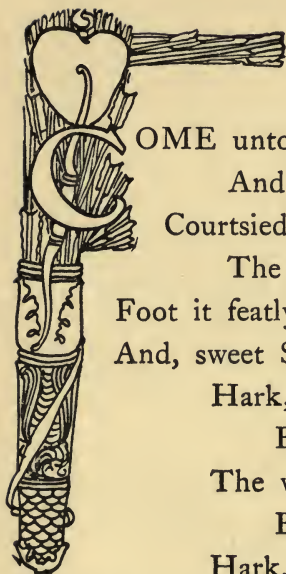 COME unto
And
Courtsied
The
Foot it featly
And, sweet S
Hark,
B
The w
B
Hark,